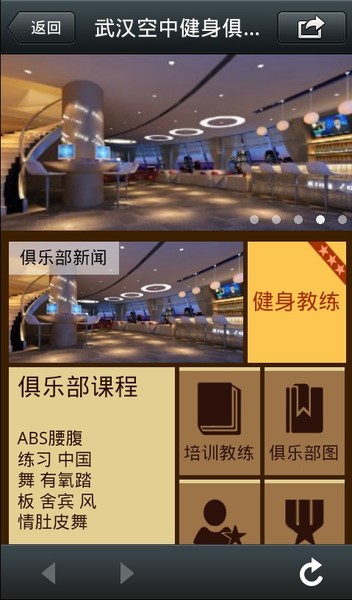 返回
武汉空中健身俱...
俱乐部新闻
健身教练
俱乐部课程
ABS腰腹
练习 中国
舞 有氧踏
板 舍宾 风
情肚皮舞
培训教练
俱乐部图